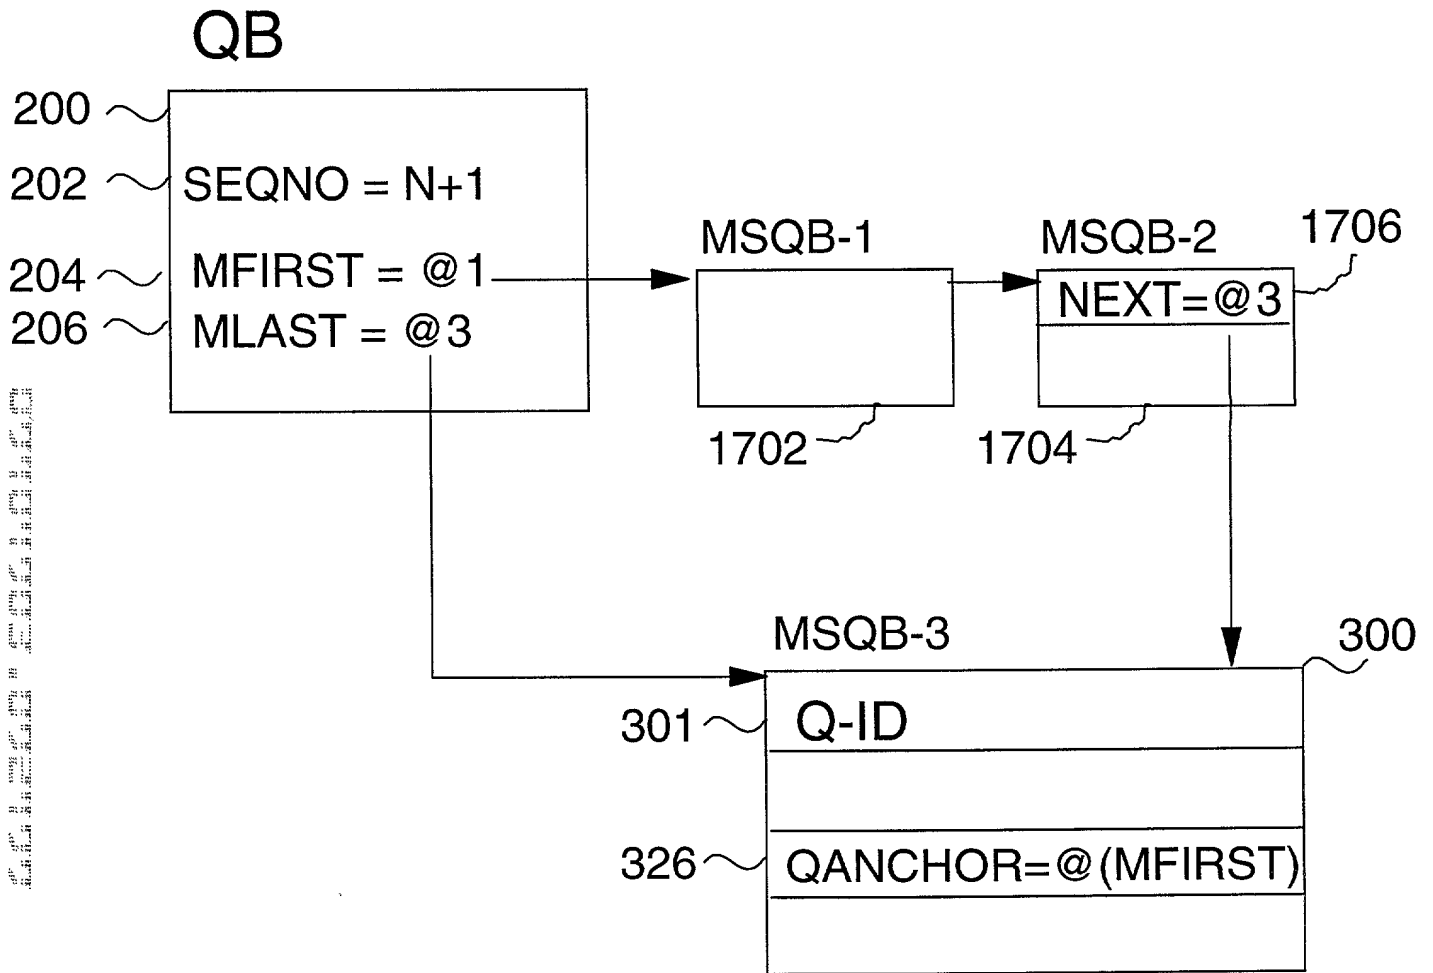 QB
200
202 SEQNO = N+1
204 MFIRST = @1
206 MLAST = @3
MSQB-1
1702
MSQB-2
1706
NEXT=@3
1704
MSQB-3
300
301 Q-ID
326 QANCHOR=@(MFIRST)